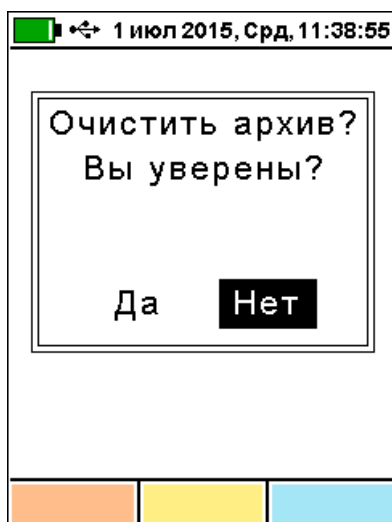 1 июл 2015, Срд, 11:38:55
Очистить архив?
Вы уверены?
Да Нет